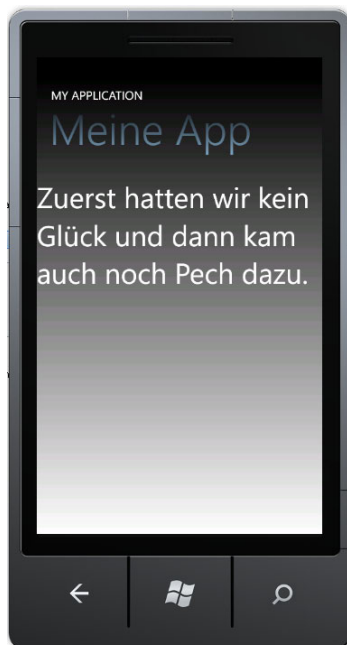 MY APPLICATION
Meine App
Zuerst hatten wir kein
Glück und dann kam
auch noch Pech dazu.